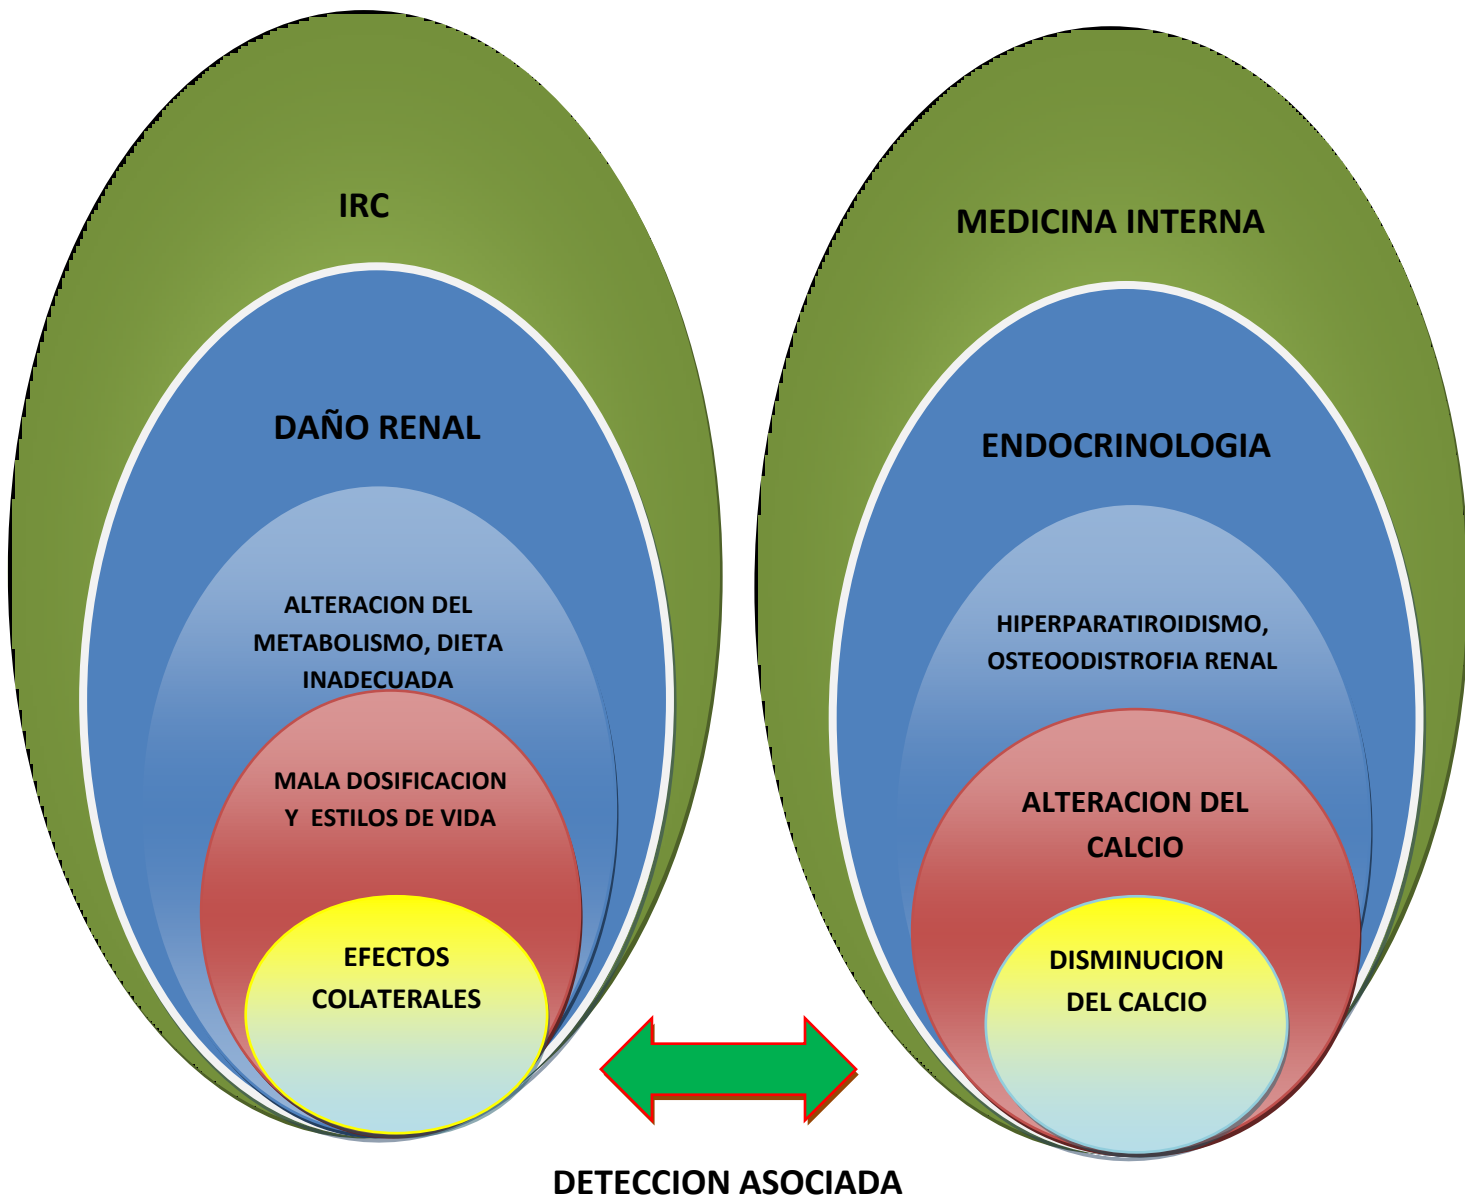 IRC
DAÑO RENAL
ALTERACION DEL
METABOLISMO, DIETA
INADECUADA
MALA DOSIFICACION
Y ESTILOS DE VIDA
EFECTOS
COLATERALES
MEDICINA INTERNA
ENDOCRINOLOGIA
HIPERPARATIROIDISMO,
OSTEOODISTROFIA RENAL
ALTERACION DEL
CALCIO
DISMINUCION
DEL CALCIO
DETECCION ASOCIADA